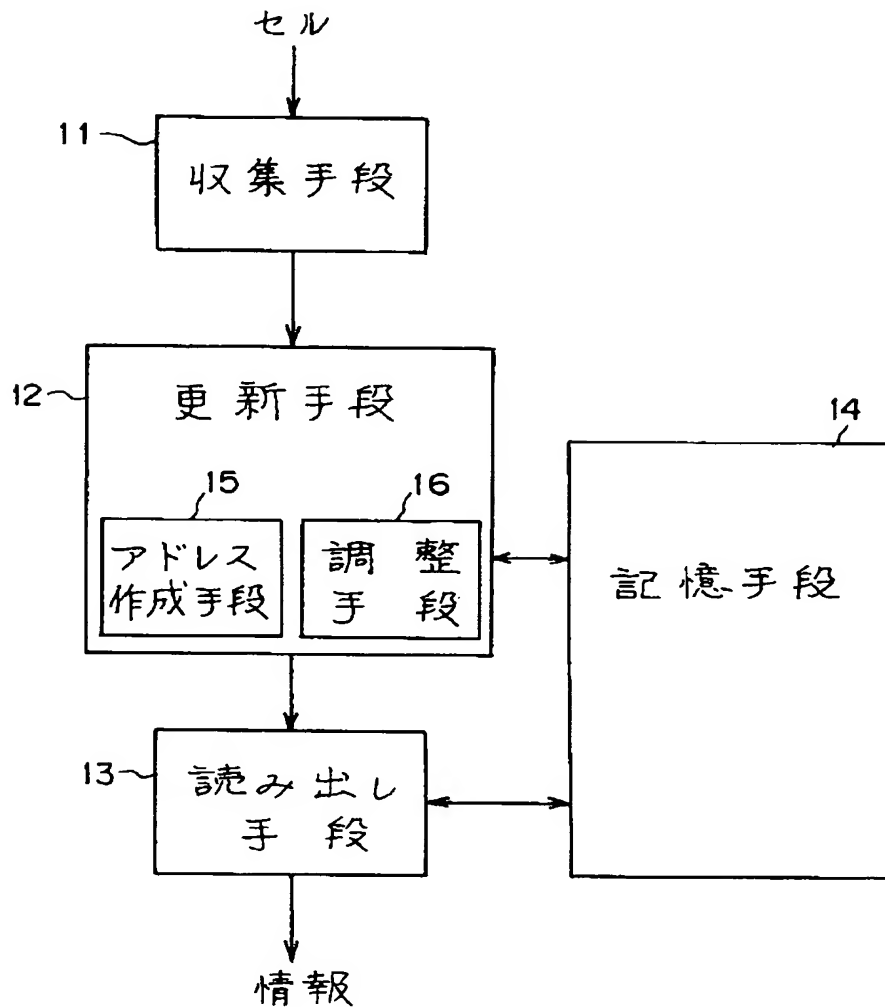 セル
11
収集手段
12
更新手段
14
15
16
アドレス
作成手段
調整
手段
記憶手段
13
読み出し
手段
情報